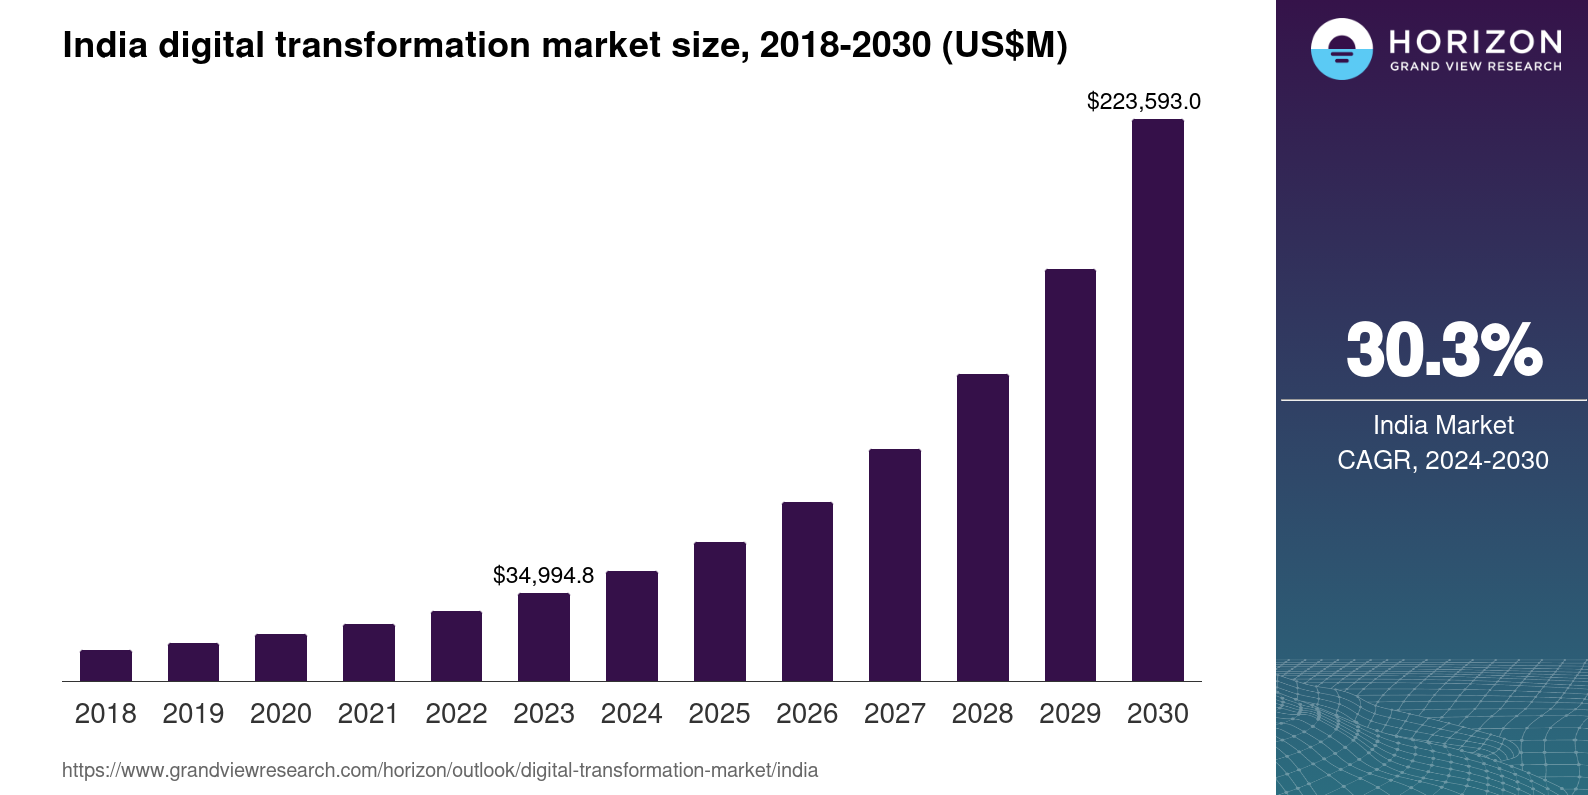 India digital transformation market size, 2018-2030 (US$M)
HORIZON
GRAND VIEW RESEARCH
$223,593.0
$34,994.8
30.3%
India Market
CAGR, 2024-2030
2018 2019 2020 2021 2022 2023 2024 2025 2026 2027 2028 2029 2030
https://www.grandviewresearch.com/horizon/outlook/digital-transformation-market/india